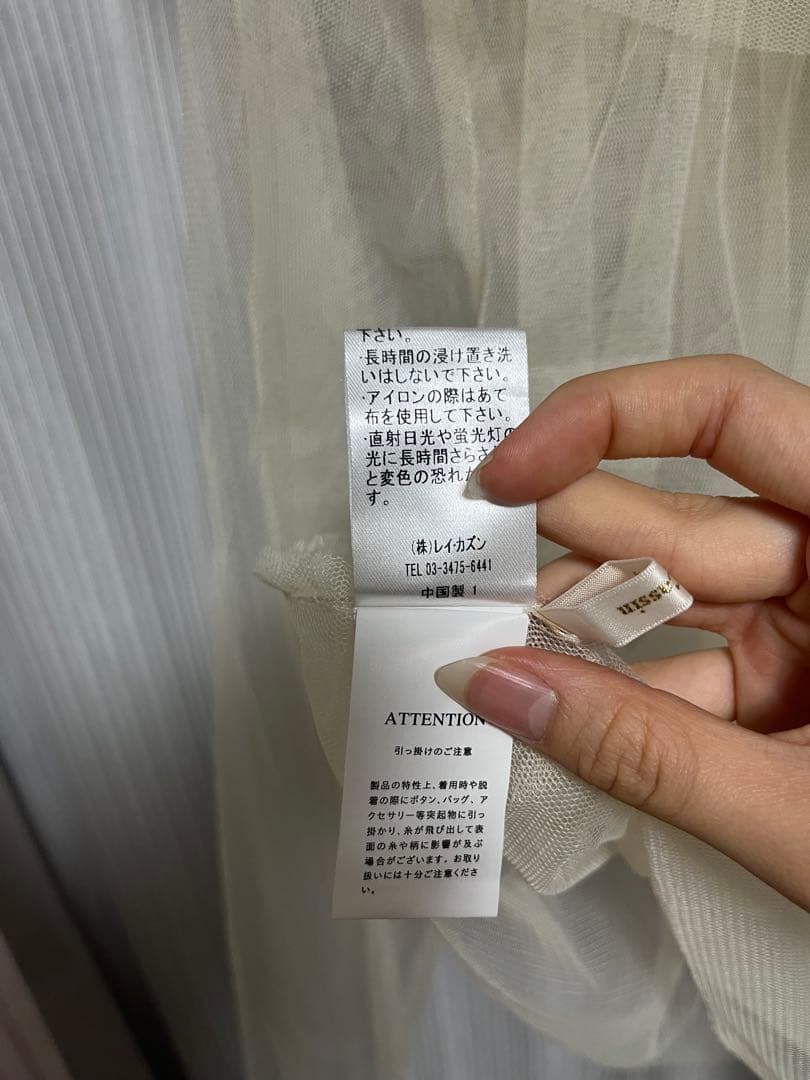 下さい。
・長時間の浸け置き洗
いはしないで下さい。
・アイロンの際はあて
布を使用して下さい。
・直射日光や蛍光灯の
光に長時間さらさ
と変色の恐れが
す。
(株)レイ・カズン
TEL 03-3475-6441
中国製 1
assin
ATTENTION
引っ掛けのご注意
製品の特性上、着用時や脱
着の際にボタン、バッグ、ア
クセサリー等突起物に引っ
掛かり、糸が飛び出して表
面の糸や柄に影響が及ぶ
場合がございます。お取り
扱いには十分ご注意くださ
い。